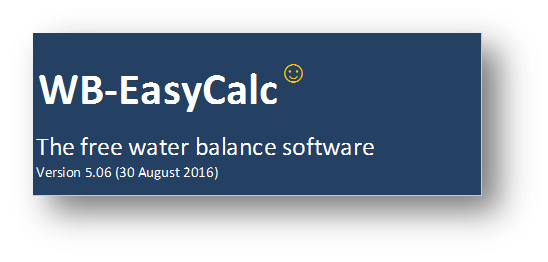 WB-EasyCalc☺
The free water balance software
Version 5.06 (30 August 2016)